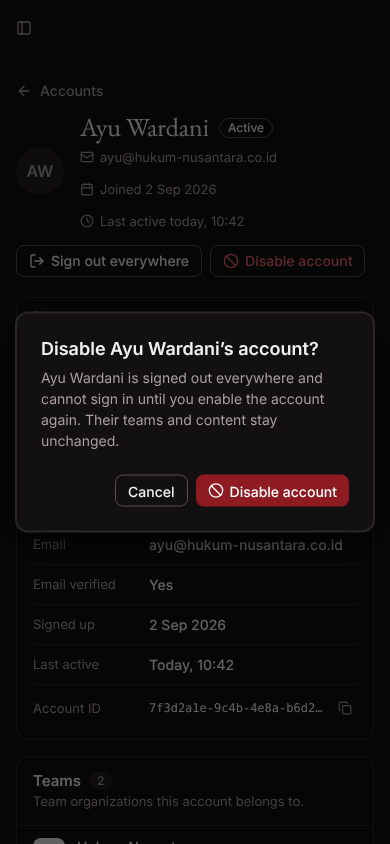 Accounts
Ayu Wardani
Active
AW
ayu@hukum-nusantara.co.id
Joined 2 Sep 2026
Last active today, 10:42
Sign out everywhere
Disable account
Disable Ayu Wardani’s account?
Ayu Wardani is signed out everywhere and
cannot sign in until you enable the account
again. Their teams and content stay
unchanged.
Cancel
Disable account
Email
ayu@hukum-nusantara.co.id
Email verified
Yes
Signed up
2 Sep 2026
Last active
Today, 10:42
Account ID
7f3d2a1e-9c4b-4e8a-b6d2…
Teams
2
Team organizations this account belongs to.